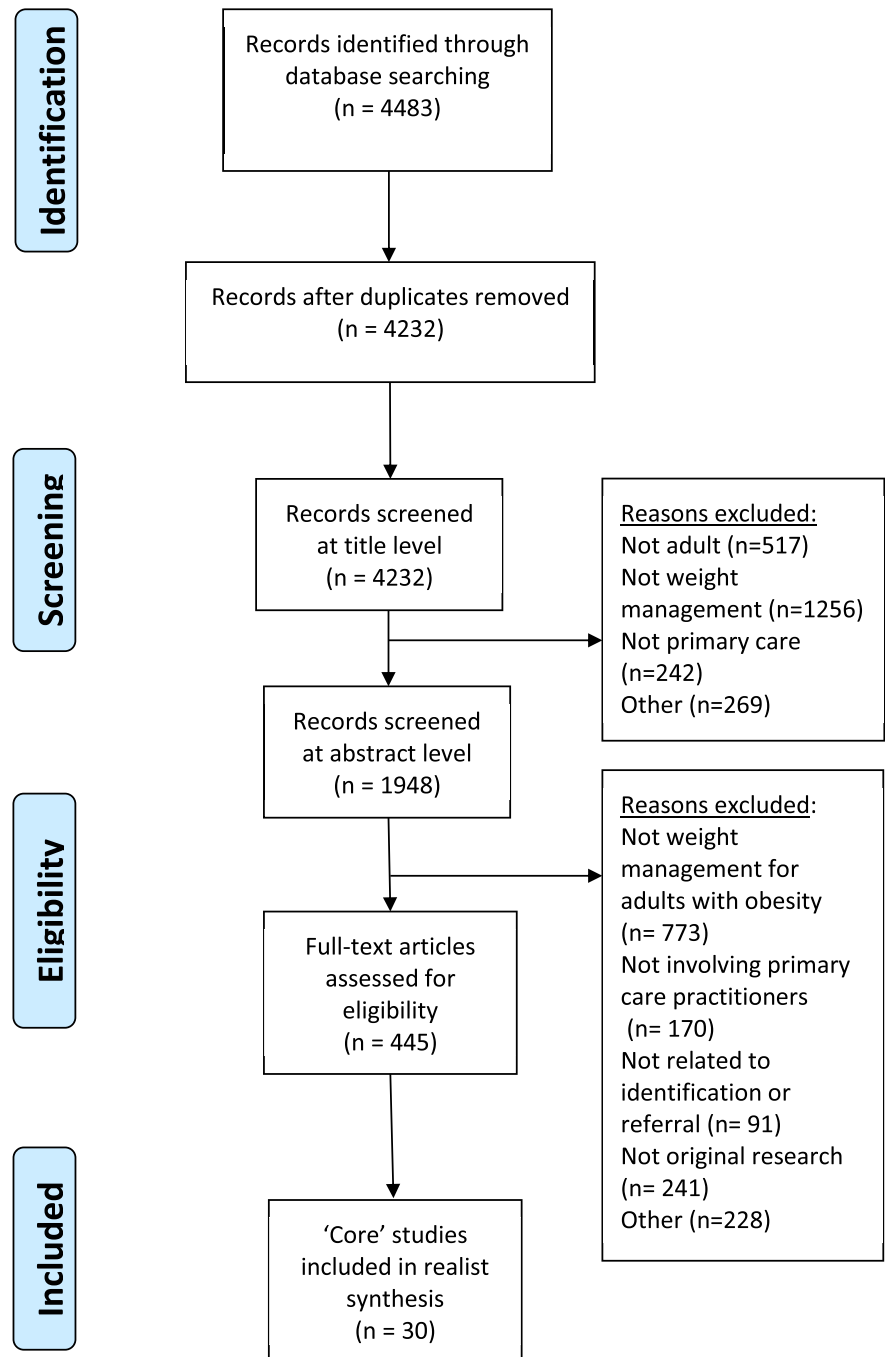 Identification
Records identified through
database searching
(n = 4483)
Records after duplicates removed
(n = 4232)
Screening
Records screened
at title level
(n = 4232)
Reasons excluded:
Not adult (n=517)
Not weight
management (n=1256)
Not primary care
(n=242)
Other (n=269)
Records screened
at abstract level
(n = 1948)
Eligibility
Reasons excluded:
Not weight
management for
adults with obesity
(n= 773)
Not involving primary
care practitioners
(n= 170)
Not related to
identification or
referral (n= 91)
Not original research
(n= 241)
Other (n=228)
Full-text articles
assessed for
eligibility
(n = 445)
Included
‘Core’ studies
included in realist
synthesis
(n = 30)